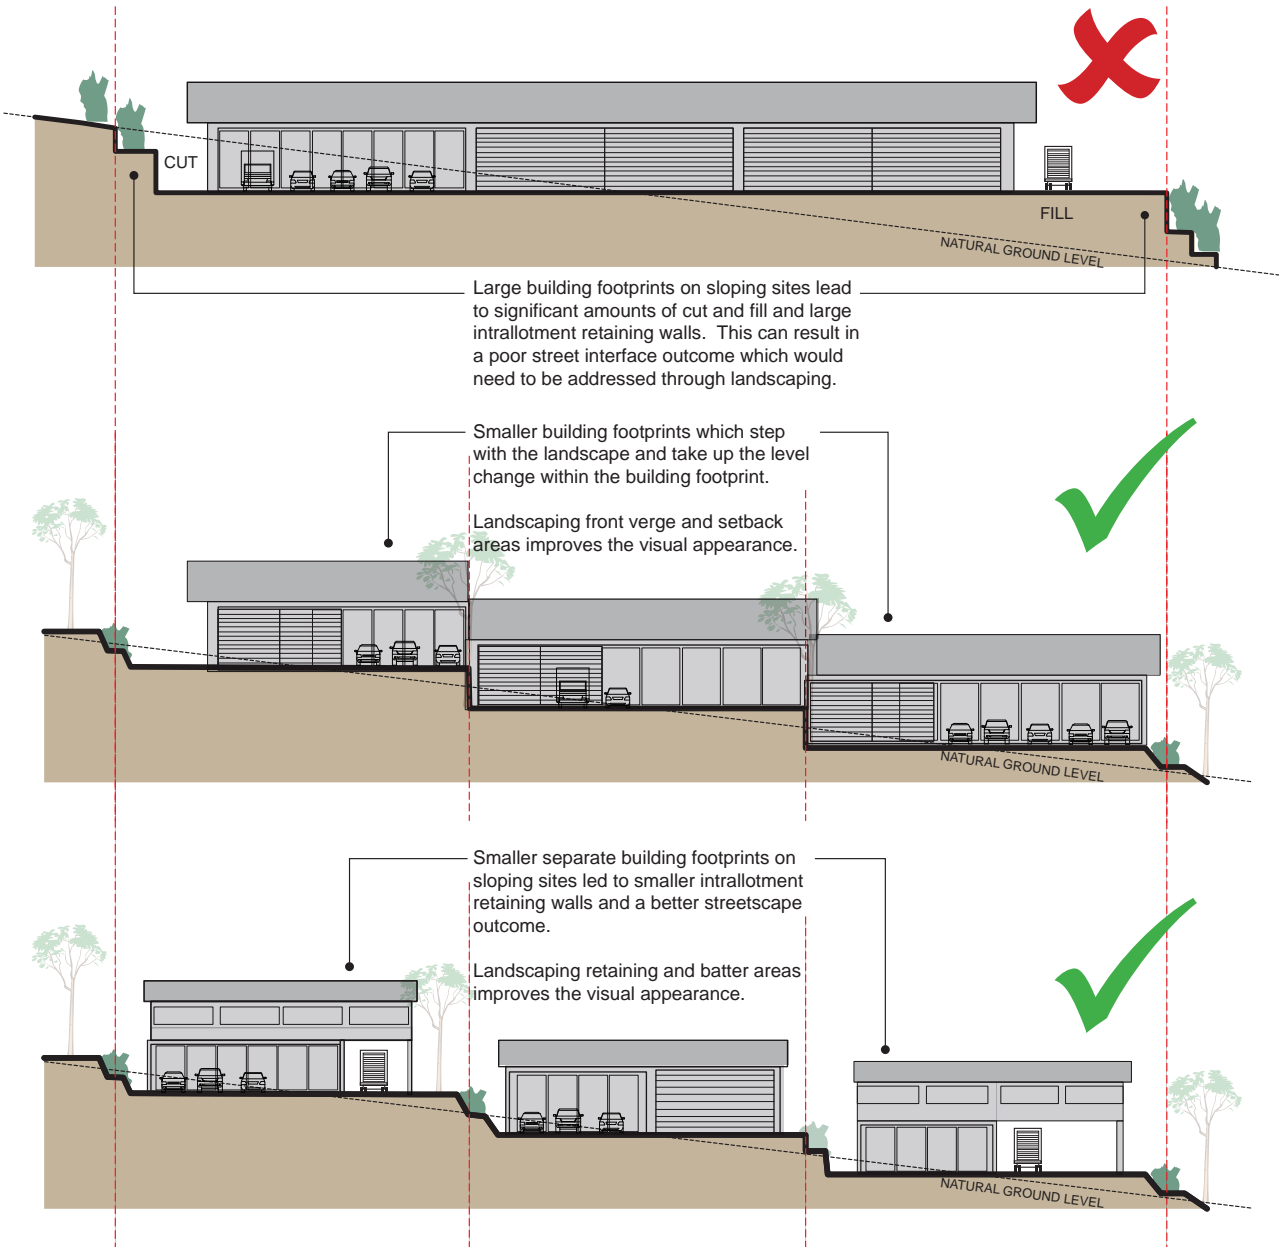 CUT
FILL
NATURAL GROUND LEVEL
Large building footprints on sloping sites lead
to significant amounts of cut and fill and large
intrallotment retaining walls. This can result in
a poor street interface outcome which would
need to be addressed through landscaping.
Smaller building footprints which step
with the landscape and take up the level
change within the building footprint.
Landscaping front verge and setback
areas improves the visual appearance.
NATURAL GROUND LEVEL
Smaller separate building footprints on
sloping sites led to smaller intrallotment
retaining walls and a better streetscape
outcome.
Landscaping retaining and batter areas
improves the visual appearance.
NATURAL GROUND LEVEL